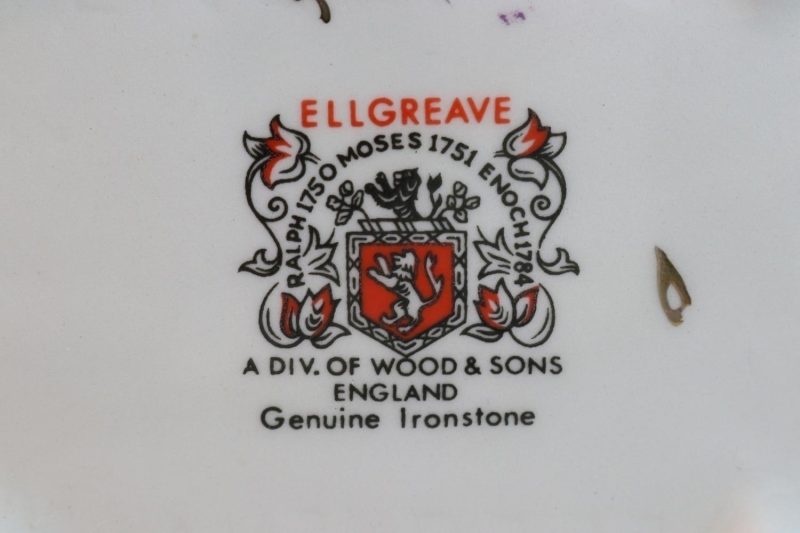 ELLGREAVE
RALPH 1750 MOSES 1751 ENOCH 1784
A DIV. OF WOOD & SONS
ENGLAND
Genuine Ironstone